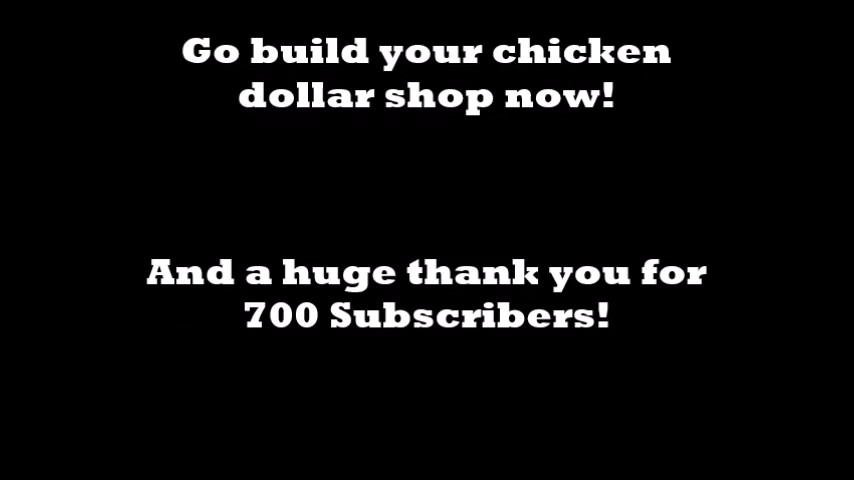 Go build your chicken
dollar shop now!
And a huge thank you for
700 Subscribers!